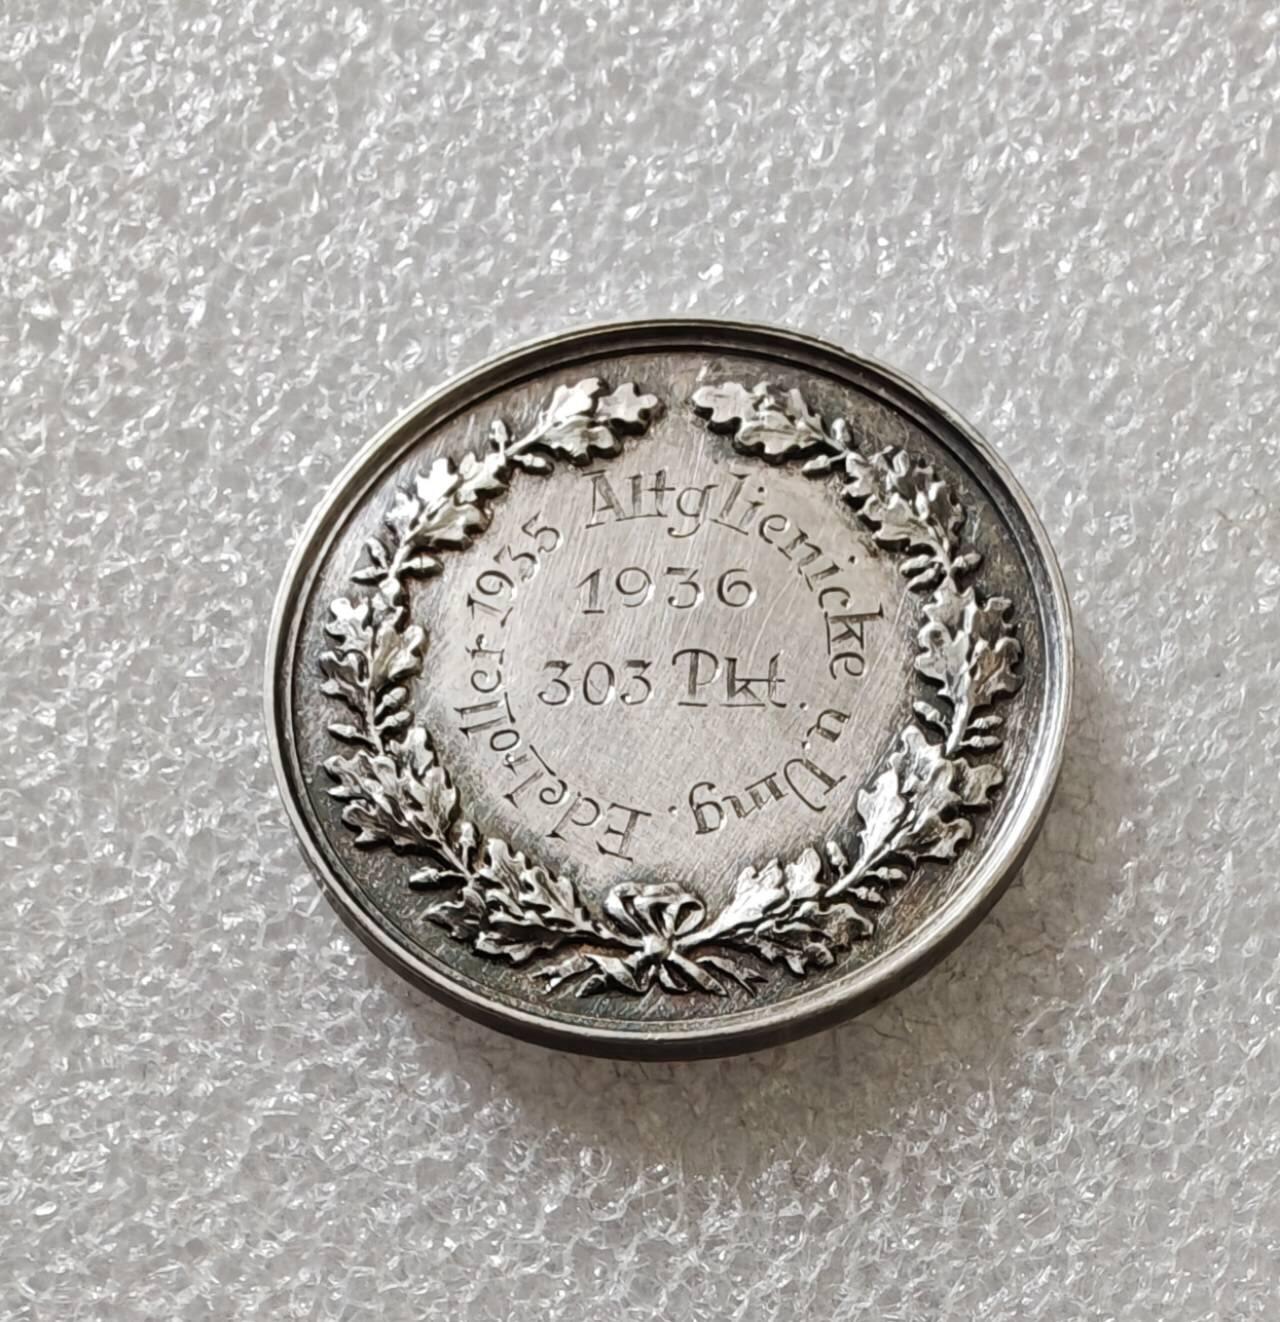 Altglienicke u. Umg. Edelroller 1935
1936
303 Pkt.